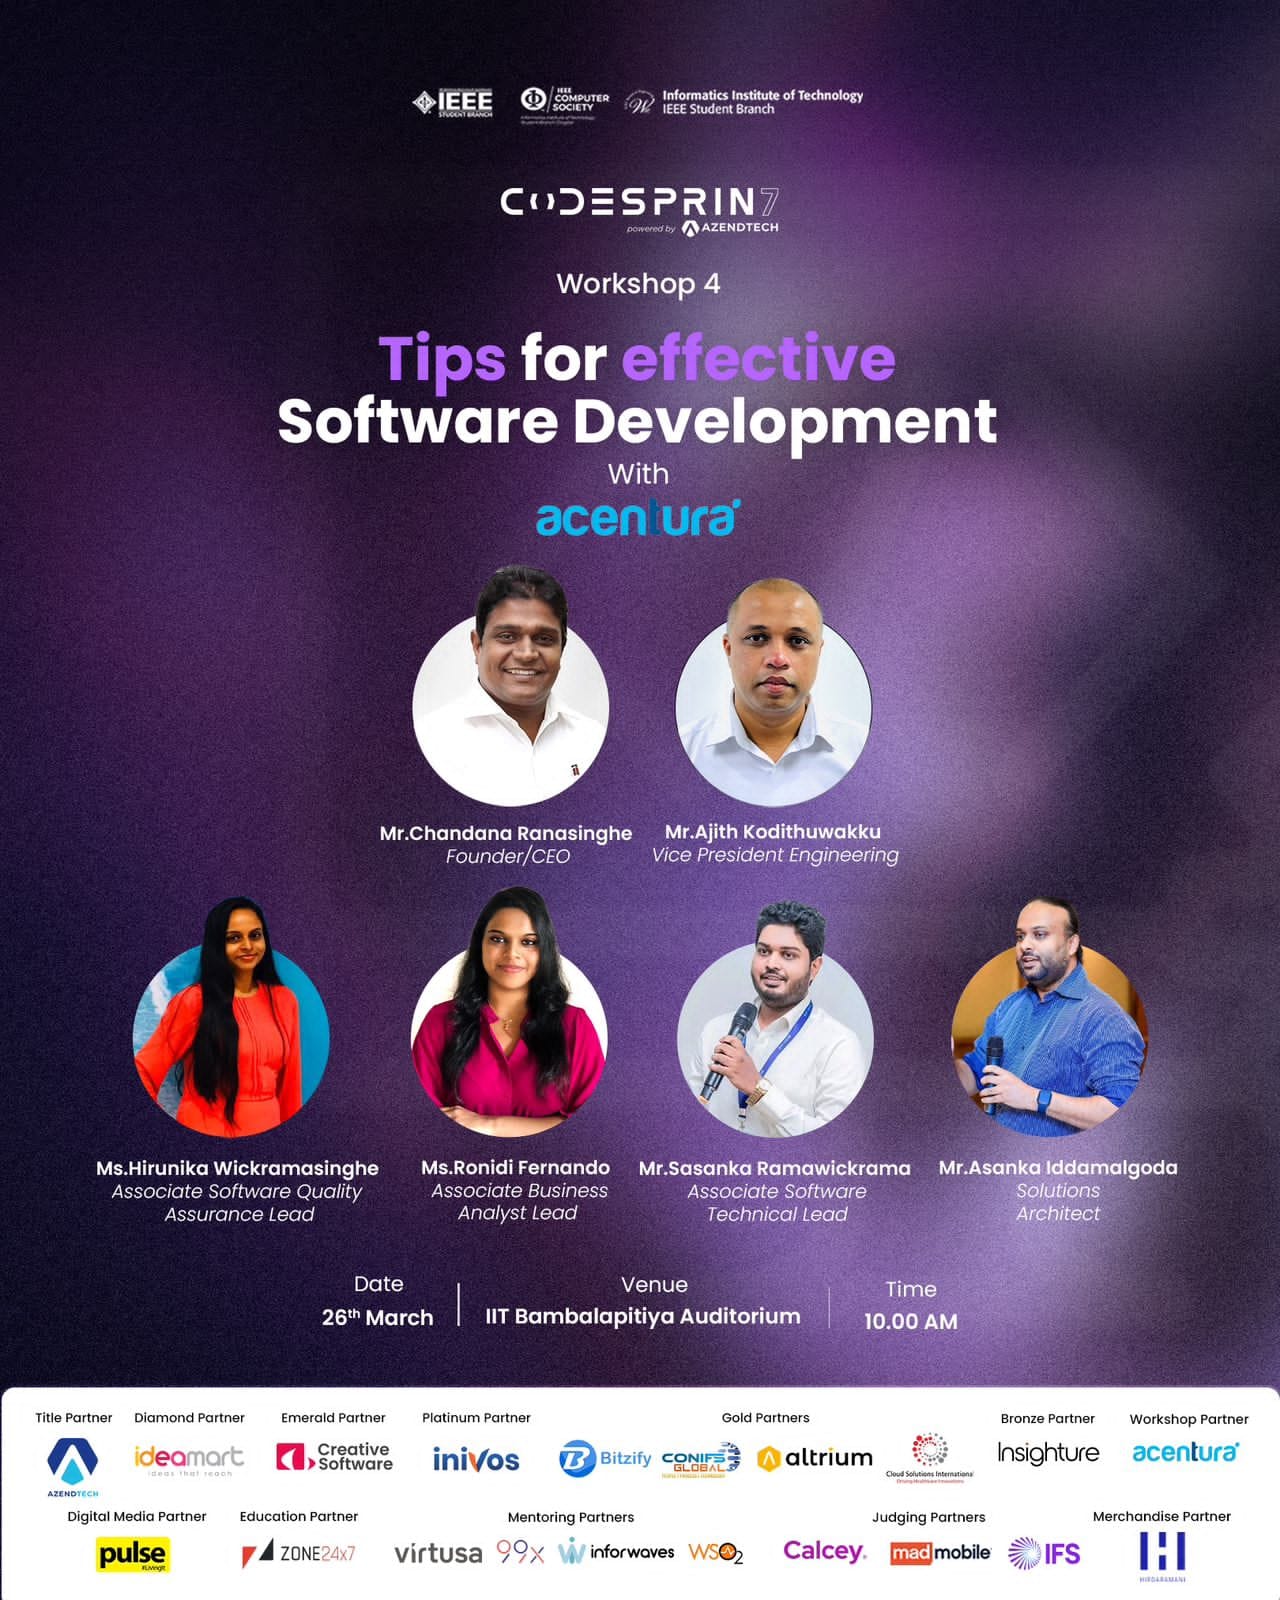 IEEE
STUDENT BRANCH
IEEE
COMPUTER
SOCIETY
Informatics Institute of Technology
IEEE Student Branch
CODESPRIN7
powered by AZENDTECH
Workshop 4
Tips for effective
Software Development
With
acentura
Mr.Chandana Ranasinghe
Founder/CEO
Mr.Ajith Kodithuwakku
Vice President Engineering
Ms.Hirunika Wickramasinghe
Associate Software Quality
Assurance Lead
Ms.Ronidi Fernando
Associate Business
Analyst Lead
Mr.Sasanka Ramawickrama
Associate Software
Technical Lead
Mr.Asanka Iddamalgoda
Solutions
Architect
Date
26th March
Venue
IIT Bambalapitiya Auditorium
Time
10.00 AM
Title Partner
AZENDTECH
Diamond Partner
ideamart
ideas that reach
Emerald Partner
Creative
Software
Platinum Partner
inivos
Gold Partners
Bitzify
CONIFS
GLOBAL
altrium
Cloud Solutions International
Bronze Partner
Insighture
Workshop Partner
acentura
Digital Media Partner
pulse
#Livingit
Education Partner
ZONE24x7
Mentoring Partners
virtusa
99x
inforwaves
WSO2
Judging Partners
Calcey.
madmobile
IFS
Merchandise Partner
HIRDARAMANI